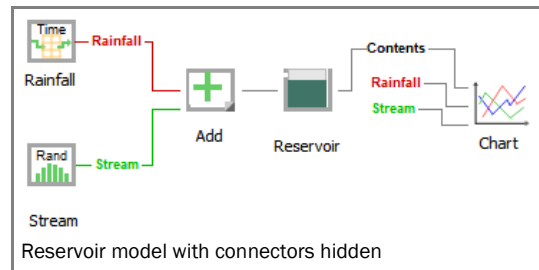 Time
Rainfall
Rainfall
Add
Reservoir
Contents
Rainfall
Stream
Chart
Rand
Stream
Stream
Reservoir model with connectors hidden